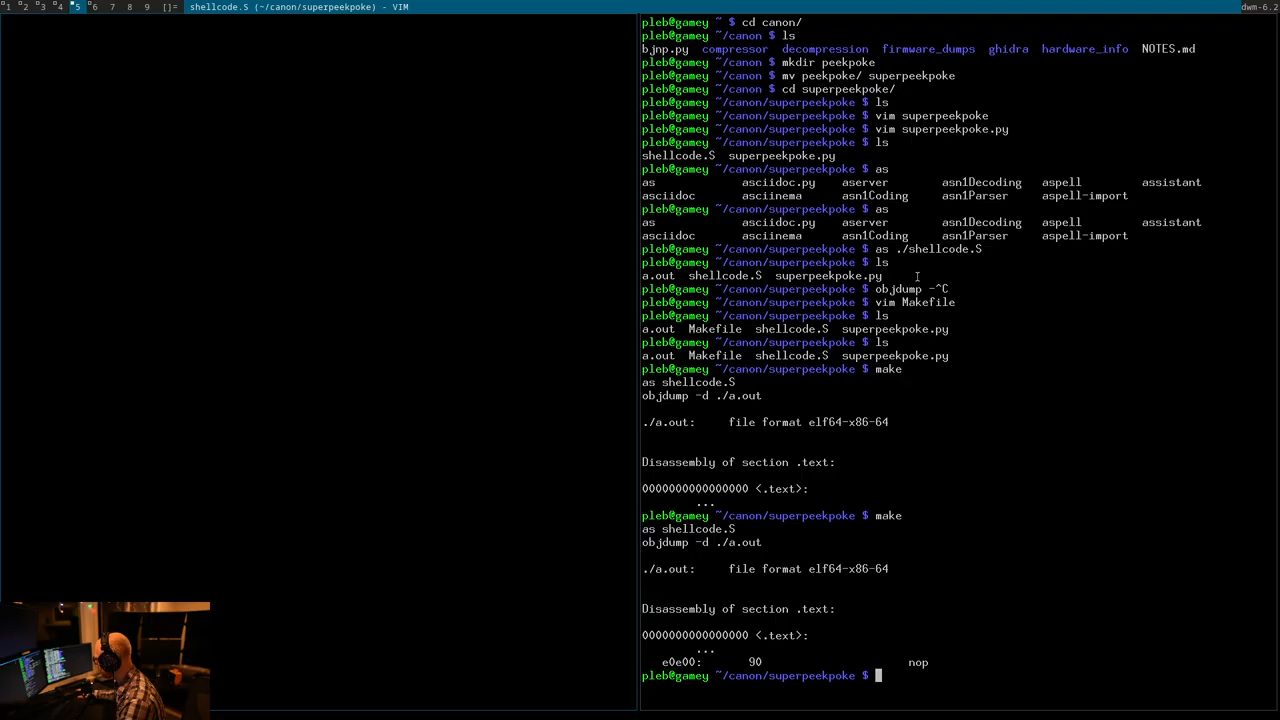 1 2 3 4 5 6 7 8 9 []= shellcode.S (~/canon/superpeekpoke) - VIM dwm-6.2
pleb@gamey ~ $ cd canon/
pleb@gamey ~/canon $ ls
bjnp.py compressor decompression firmware_dumps ghidra hardware_info NOTES.md
pleb@gamey ~/canon $ mkdir peekpoke
pleb@gamey ~/canon $ mv peekpoke/ superpeekpoke
pleb@gamey ~/canon $ cd superpeekpoke/
pleb@gamey ~/canon/superpeekpoke $ ls
pleb@gamey ~/canon/superpeekpoke $ vim superpeekpoke
pleb@gamey ~/canon/superpeekpoke $ vim superpeekpoke.py
pleb@gamey ~/canon/superpeekpoke $ ls
shellcode.S superpeekpoke.py
pleb@gamey ~/canon/superpeekpoke $ as
as asciidoc.py aserver asn1Decoding aspell assistant
asciidoc asciinema asn1Coding asn1Parser aspell-import
pleb@gamey ~/canon/superpeekpoke $ as
as asciidoc.py aserver asn1Decoding aspell assistant
asciidoc asciinema asn1Coding asn1Parser aspell-import
pleb@gamey ~/canon/superpeekpoke $ as ./shellcode.S
pleb@gamey ~/canon/superpeekpoke $ ls
a.out shellcode.S superpeekpoke.py
pleb@gamey ~/canon/superpeekpoke $ objdump -^C
pleb@gamey ~/canon/superpeekpoke $ vim Makefile
pleb@gamey ~/canon/superpeekpoke $ ls
a.out Makefile shellcode.S superpeekpoke.py
pleb@gamey ~/canon/superpeekpoke $ ls
a.out Makefile shellcode.S superpeekpoke.py
pleb@gamey ~/canon/superpeekpoke $ make
as shellcode.S
objdump -d ./a.out
./a.out: file format elf64-x86-64
Disassembly of section .text:
0000000000000000 <.text>:
...
pleb@gamey ~/canon/superpeekpoke $ make
as shellcode.S
objdump -d ./a.out
./a.out: file format elf64-x86-64
Disassembly of section .text:
0000000000000000 <.text>:
...
e0e00: 90 nop
pleb@gamey ~/canon/superpeekpoke $